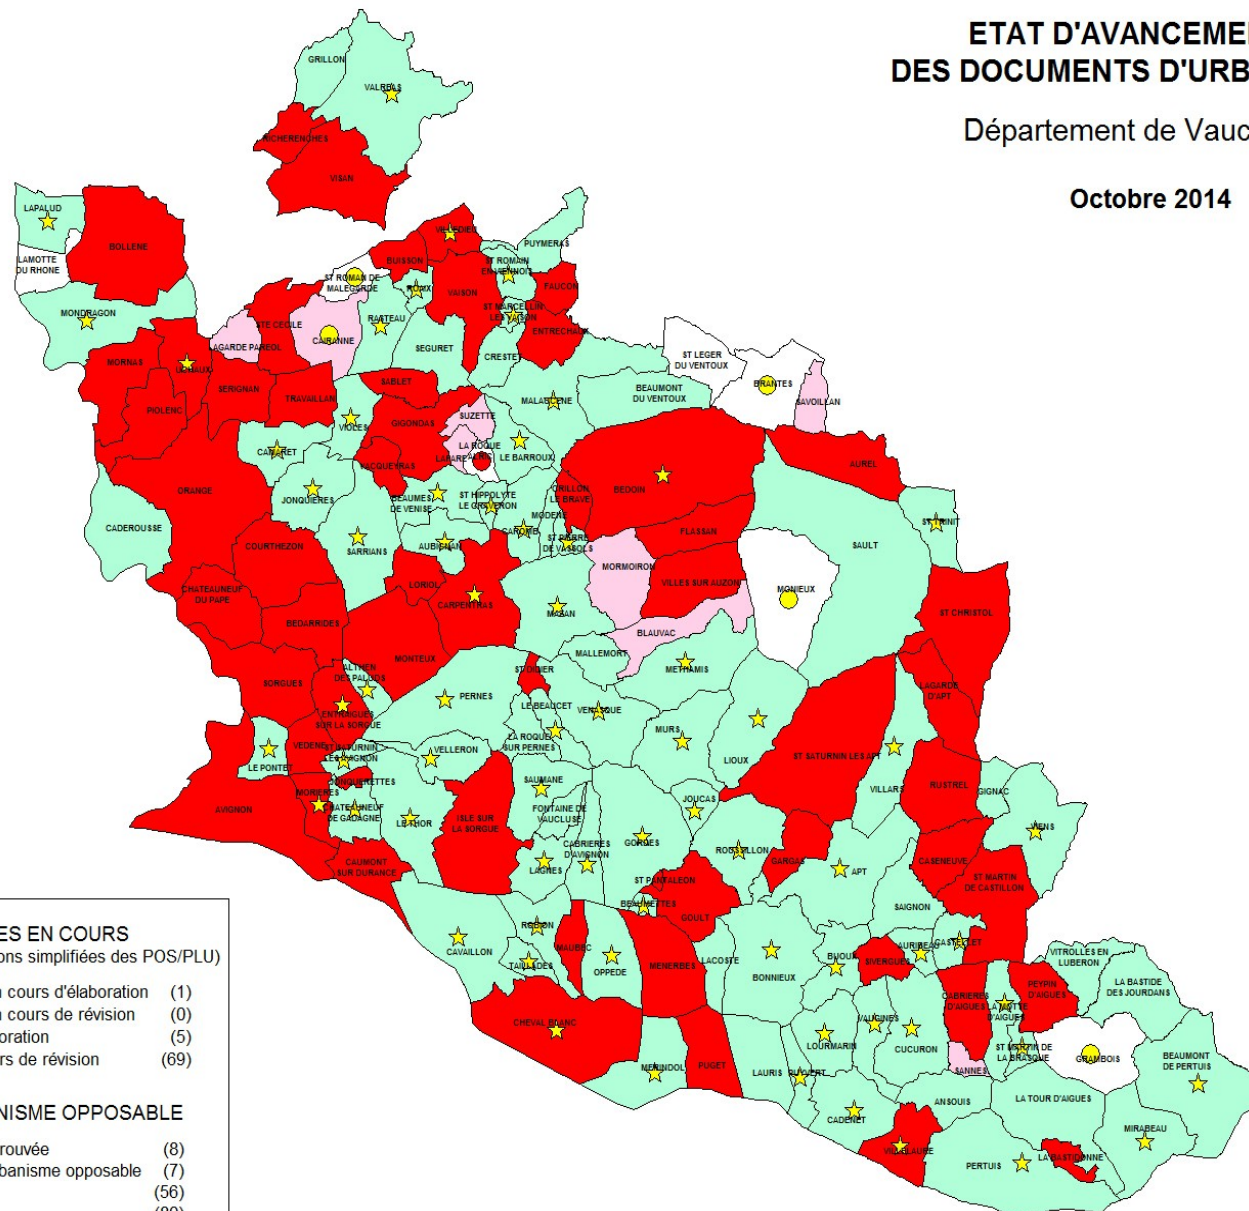 ETAT D'AVANCEME
DES DOCUMENTS D'URB
Département de Vauc
Octobre 2014
GRILLON
VALREAS
RICHERENCHES
VISAN
LAPALUD
BOLLENE
LAMOTTE
DU RHONE
MONDRAGON
VILLEDIEU
BUISSON
PUYMERAS
ST ROMAIN
EN VIENNOIS
ST ROMAN DE
MALEGARDE
ROAIX
VAISON
FAUCON
ST MARCELLIN
LES VAISON
ENTRECHAUX
STE CECILE
LAGARDE PAREOL
CAIRANNE
RASTEAU
SEGURET
CRESTET
MORNAS
UCHAUX
SERIGNAN
TRAVAILLAN
PIOLENC
SABLET
MALAUCENE
BEAUMONT
DU VENTOUX
ST LEGER
DU VENTOUX
BRANTES
SAVOILLAN
VIOLES
GIGONDAS
SUZETTE
LA ROQUE
ALRIC
LAFARE
LE BARROUX
CAMARET
VACQUEYRAS
ORANGE
JONQUIERES
BEAUMES
DE VENISE
ST HIPPOLYTE
LE GRAVERON
CRILLON
LE BRAVE
BEDOIN
AUREL
MODENE
CAROMB
ST PIERRE
DE VASSOLS
CADEROUSSE
SARRIANS
AUBIGNAN
FLASSAN
SAULT
ST TRINIT
COURTHEZON
MORMOIRON
VILLES SUR AUZON
MONIEUX
CHATEAUNEUF
DU PAPE
LORIOL
CARPENTRAS
MAZAN
BEDARRIDES
BLAUVAC
ST CHRISTOL
MONTEUX
MALLEMORT
METHAMIS
ST DIDIER
ALTHEN
DES PALUDS
SORGUES
PERNES
LE BEAUCET
VENASQUE
LAGARDE
D'APT
ENTRAIGUES
SUR LA SORGUE
LA ROQUE
SUR PERNES
MURS
LIOUX
ST SATURNIN LES APT
VEDENE
ST SATURNIN
LES AVIGNON
LE PONTET
VELLERON
VILLARS
RUSTREL
GIGNAC
JONQUERETTES
SAUMANE
MORIERES
CHATEAUNEUF
DE GADAGNE
AVIGNON
LE THOR
ISLE SUR
LA SORGUE
FONTAINE DE
VAUCLUSE
JOUCAS
VIENS
GORDES
CABRIERES
D'AVIGNON
ROUSSILLON
GARGAS
CAUMONT
SUR DURANCE
LAGNES
APT
CASENEUVE
ST MARTIN
DE CASTILLON
ST PANTALEON
BEAUMETTES
GOULT
SAIGNON
ROBION
CAVAILLON
MAUBEC
TAILLADES
OPPEDE
MENERBES
LACOSTE
BONNIEUX
BUOUX
SIVERGUES
AURIBEAU
CASTELLET
VITROLLES EN
LUBERON
LA BASTIDE
DES JOURDANS
PEYPIN
D'AIGUES
CABRIERES
D'AIGUES
LA MOTTE
D'AIGUES
CHEVAL BLANC
VAUGINES
LOURMARIN
CUCURON
ST MARTIN DE
LA BRASQUE
GRAMBOIS
BEAUMONT
DE PERTUIS
MERINDOL
PUGET
LAURIS
PUYVERT
SANNES
CADENET
ANSOUIS
LA TOUR D'AIGUES
MIRABEAU
VILLELAURE
PERTUIS
LA BASTIDONNE
ES EN COURS
ons simplifiées des POS/PLU)
n cours d'élaboration (1)
n cours de révision (0)
oration (5)
rs de révision (69)
NISME OPPOSABLE
rouvée (8)
banisme opposable (7)
(56)